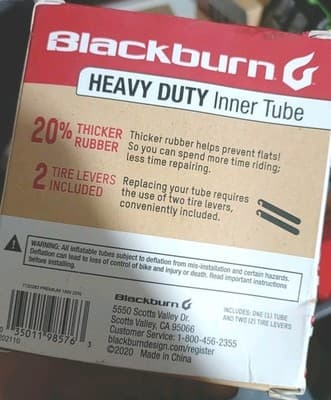 Blackburn
HEAVY DUTY Inner Tube
20% THICKER RUBBER
Thicker rubber helps prevent flats!
So you can spend more time riding;
less time repairing.
2 TIRE LEVERS INCLUDED
Replacing your tube requires
the use of two tire levers,
conveniently included.
WARNING: All inflatable tubes subject to deflation from mis-installation and certain hazards.
Deflation can lead to loss of control of bike and injury or death. Read important instructions
before installing.
Blackburn
5550 Scotts Valley Dr.
Scotts Valley, CA 95066
Customer Service: 1-800-456-2355
blackburndesign.com/register
©2020 Made in China
INCLUDES: ONE (1) TUBE
AND TWO (2) TIRE LEVERS
35011 98576 3
202110